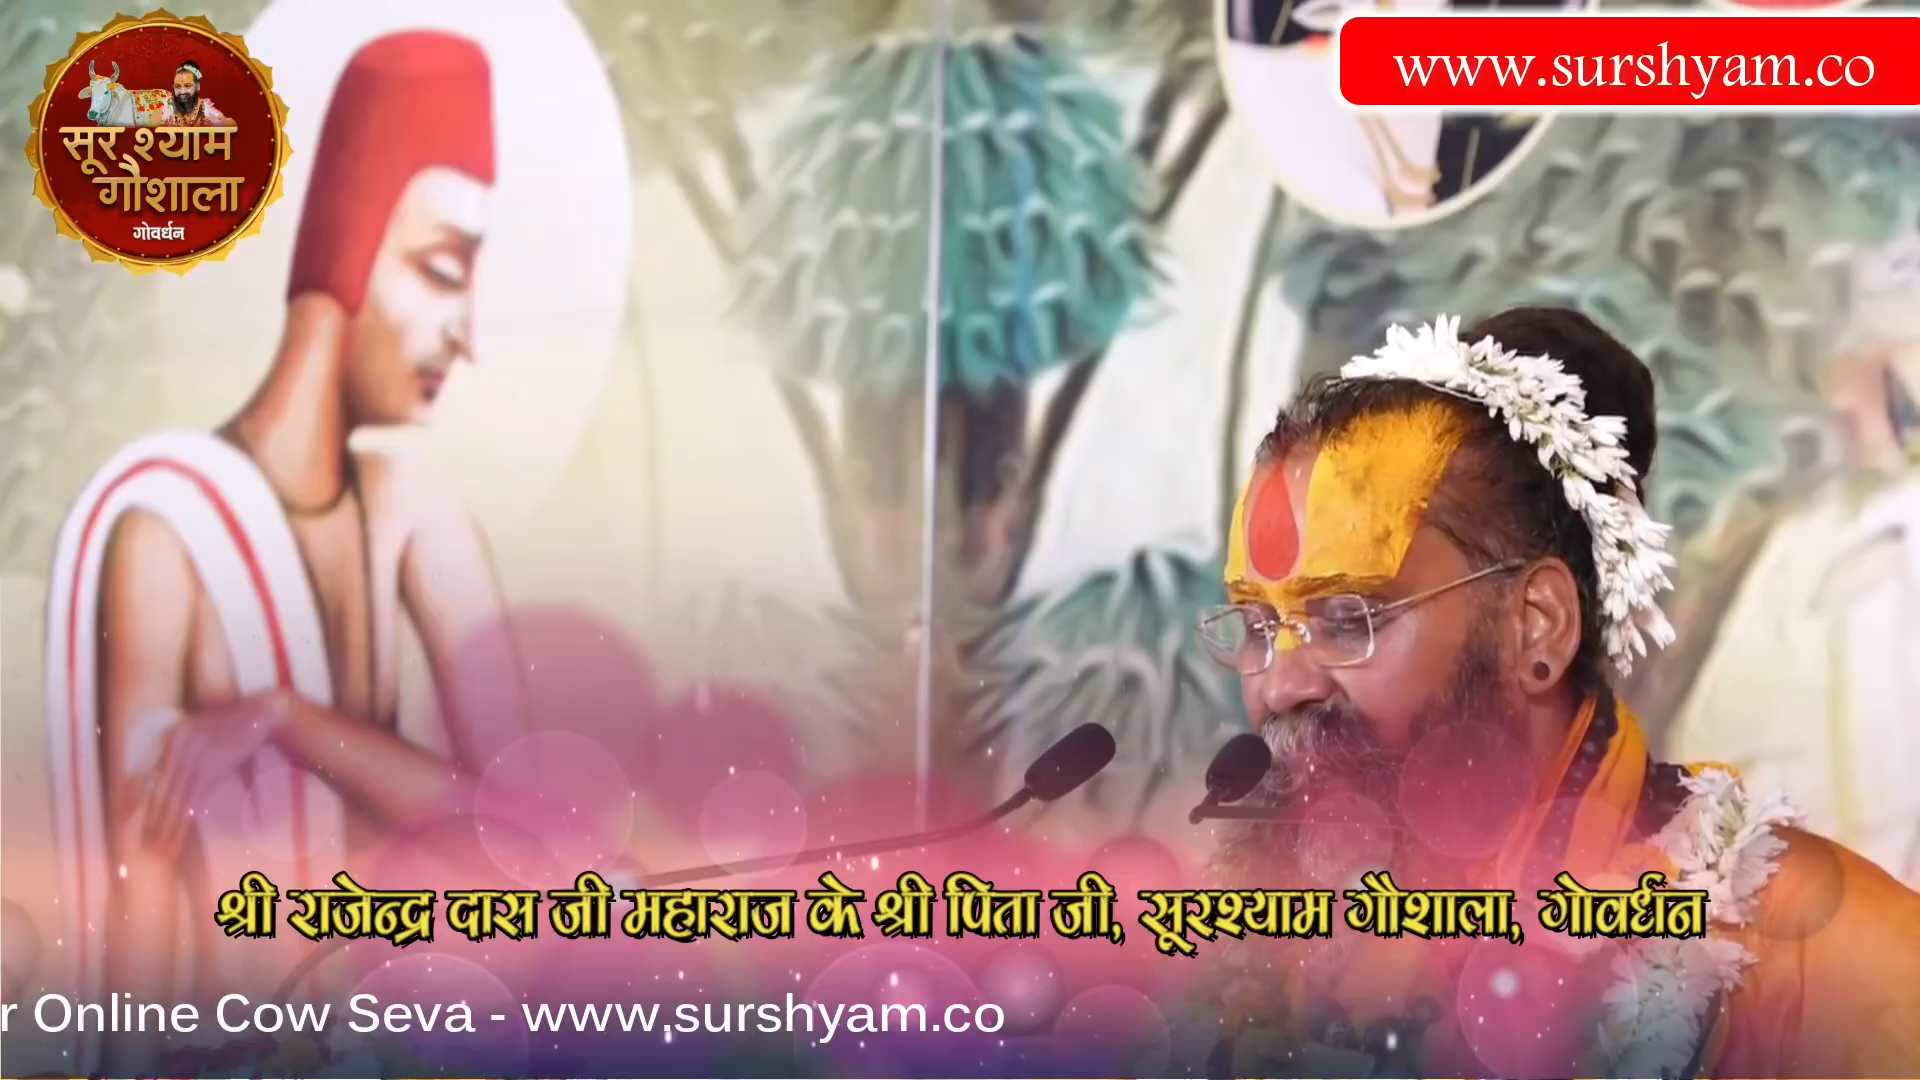 सूर श्याम
गौशाला
गोवर्धन
www.surshyam.co
श्री राजेन्द्र दास जी महाराज के श्री पिता जी, सूरश्याम गौशाला, गोवर्धन
r Online Cow Seva - www.surshyam.co